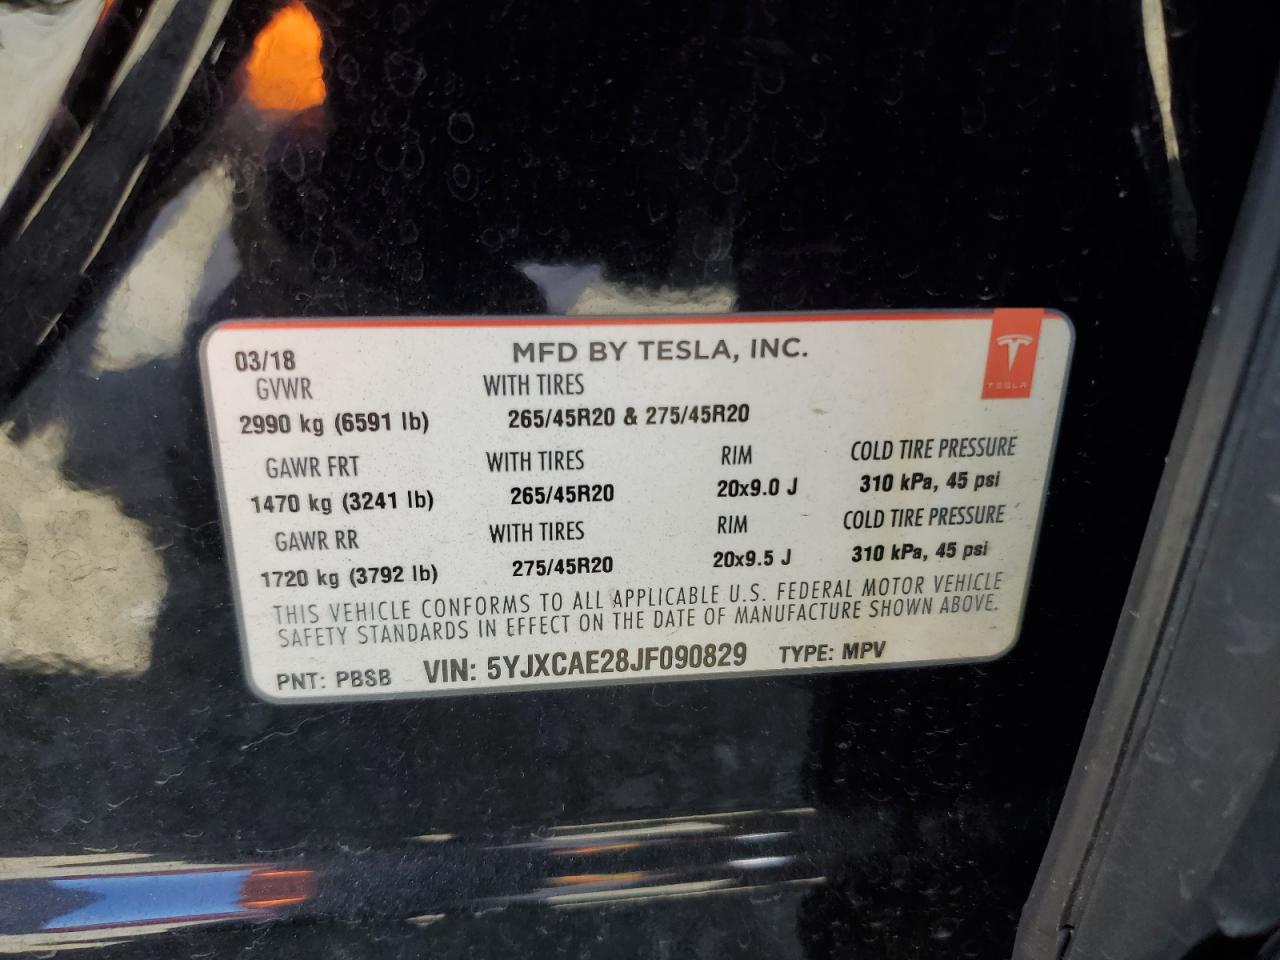 03/18 MFD BY TESLA, INC.
TESLA
GVWR WITH TIRES
2990 kg (6591 lb) 265/45R20 & 275/45R20
GAWR FRT WITH TIRES RIM COLD TIRE PRESSURE
1470 kg (3241 lb) 265/45R20 20x9.0 J 310 kPa, 45 psi
GAWR RR WITH TIRES RIM COLD TIRE PRESSURE
1720 kg (3792 lb) 275/45R20 20x9.5 J 310 kPa, 45 psi
THIS VEHICLE CONFORMS TO ALL APPLICABLE U.S. FEDERAL MOTOR VEHICLE
SAFETY STANDARDS IN EFFECT ON THE DATE OF MANUFACTURE SHOWN ABOVE.
PNT: PBSB VIN: 5YJXCAE28JF090829 TYPE: MPV